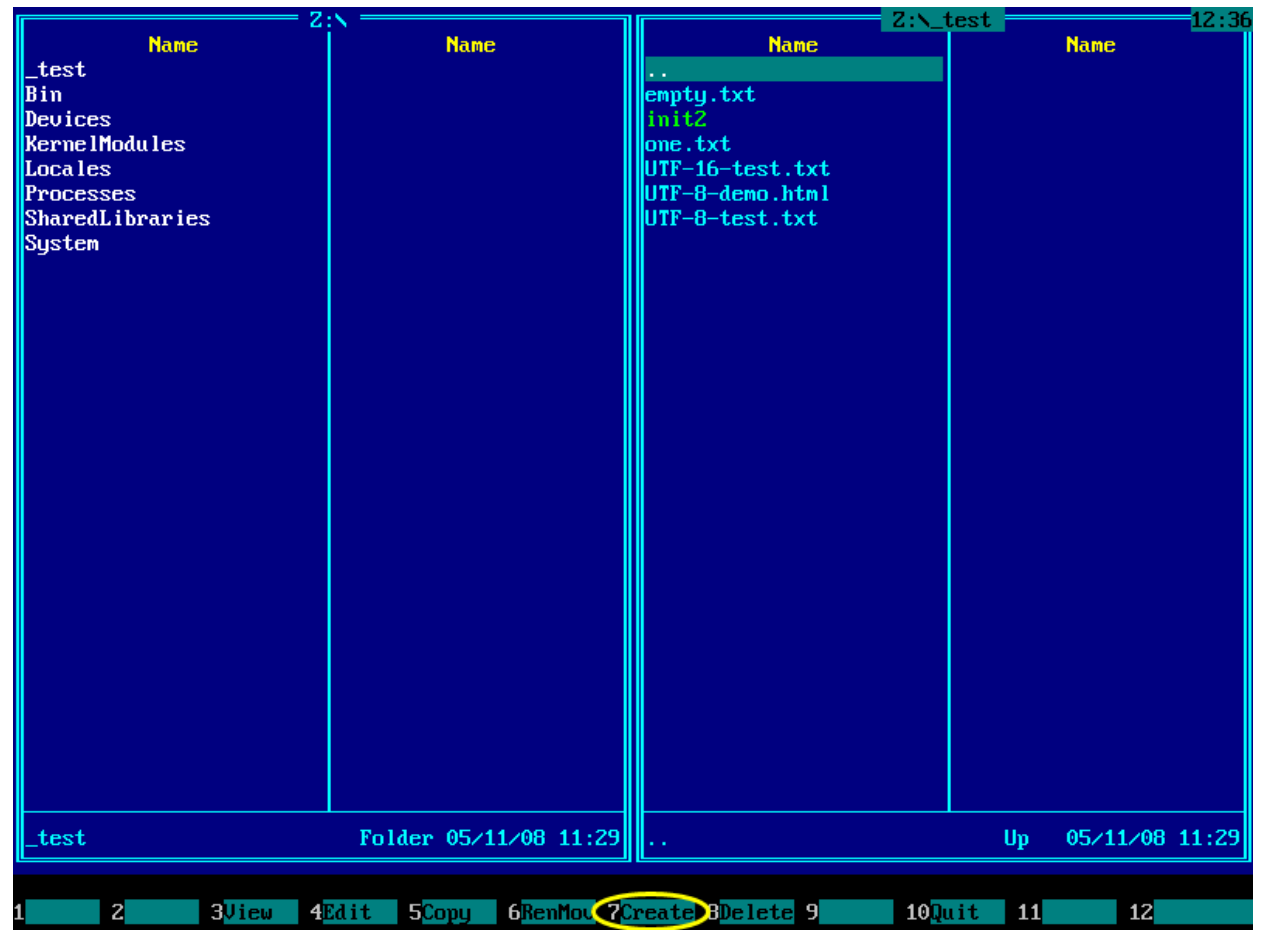 Z:\
Name Name
_test
Bin
Devices
KernelModules
Locales
Processes
SharedLibraries
System
_test Folder 05/11/08 11:29
Z:\_test 12:36
Name Name
..
empty.txt
init2
one.txt
UTF-16-test.txt
UTF-8-demo.html
UTF-8-test.txt
.. Up 05/11/08 11:29
1 2 3View 4Edit 5Copy 6RenMov 7Create 8Delete 9 10Quit 11 12